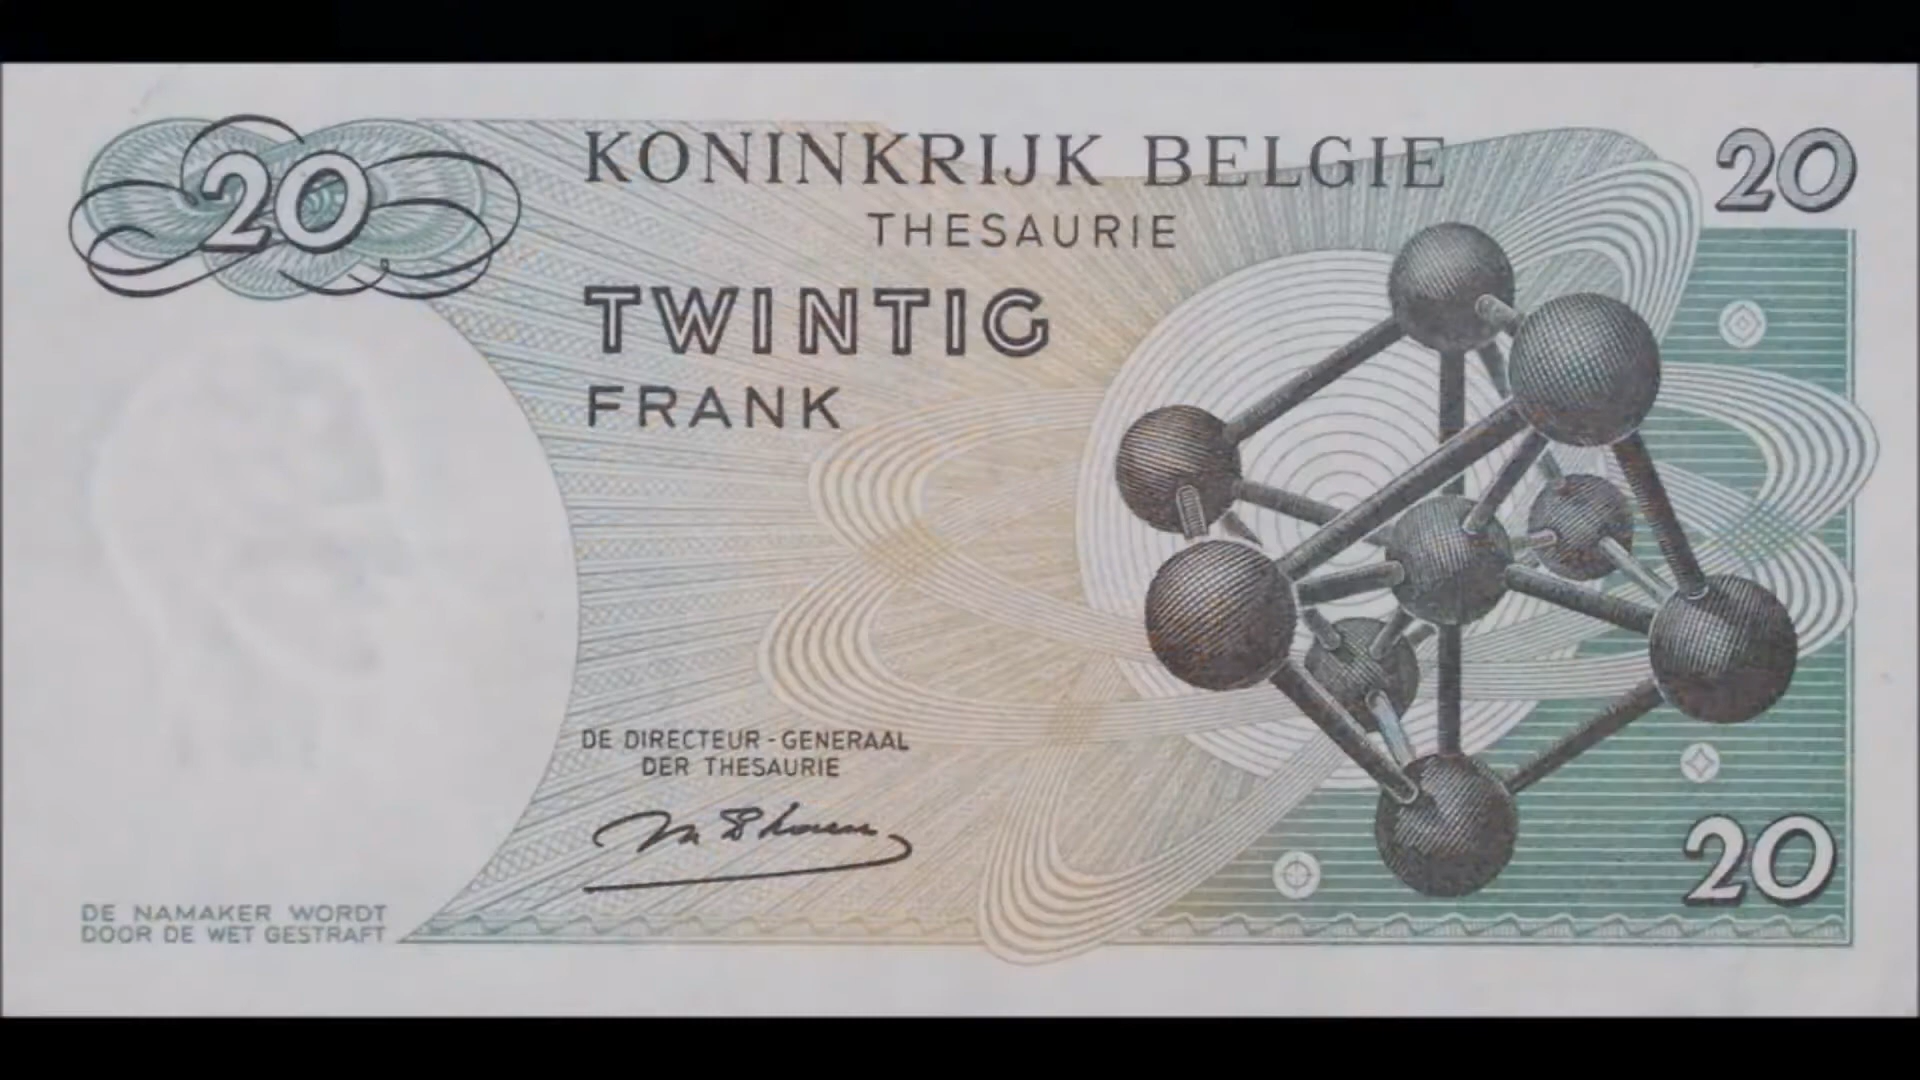 20
KONINKRIJK BELGIE
20
THESAURIE
TWINTIG
FRANK
DE DIRECTEUR-GENERAAL
DER THESAURIE
20
DE NAMAKER WORDT
DOOR DE WET GESTRAFT